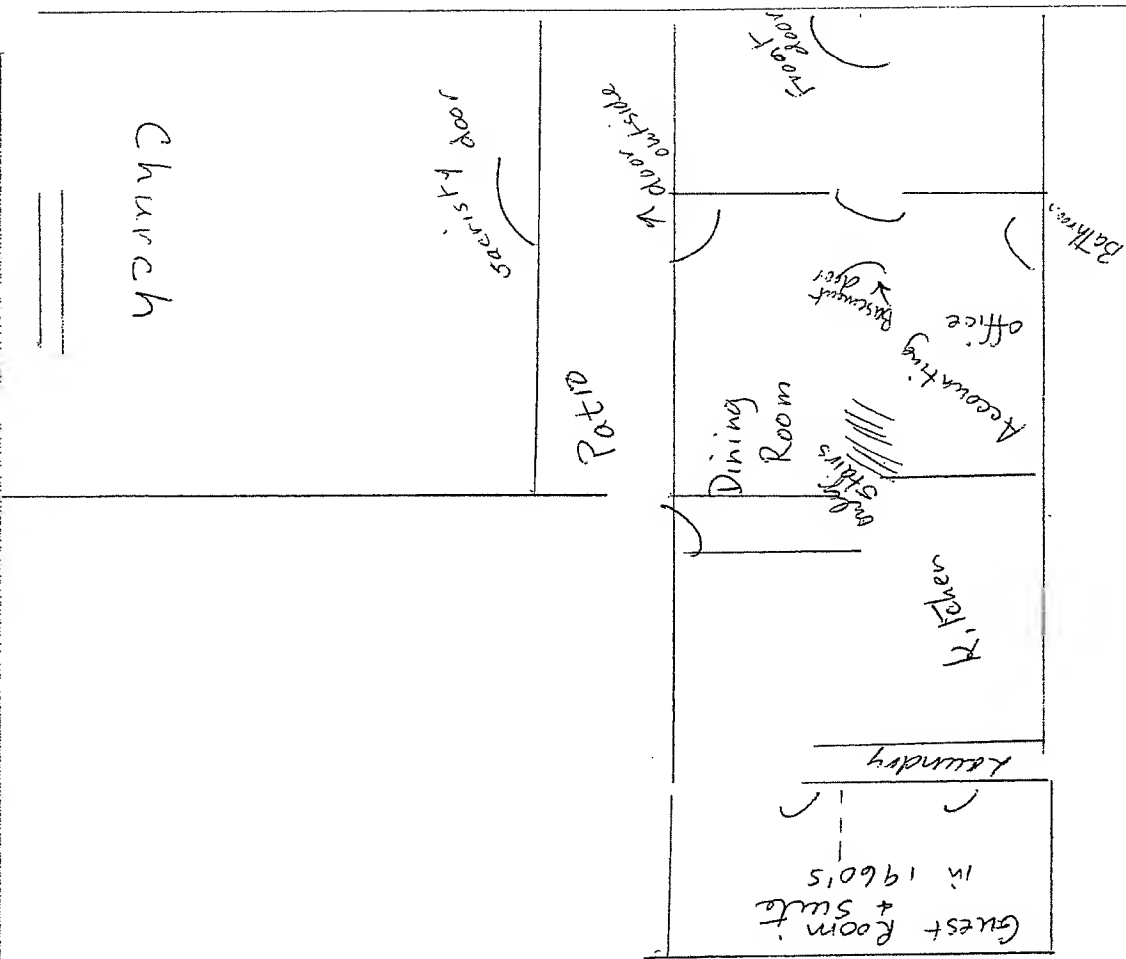 Church
Sacristy door
Patio
door
outside
Front
door
Bathroom
Basement
door
Accounting
office
Dining
Room
only
stairs
Kitchen
Laundry
Guest Room
& Suite
in 1960's